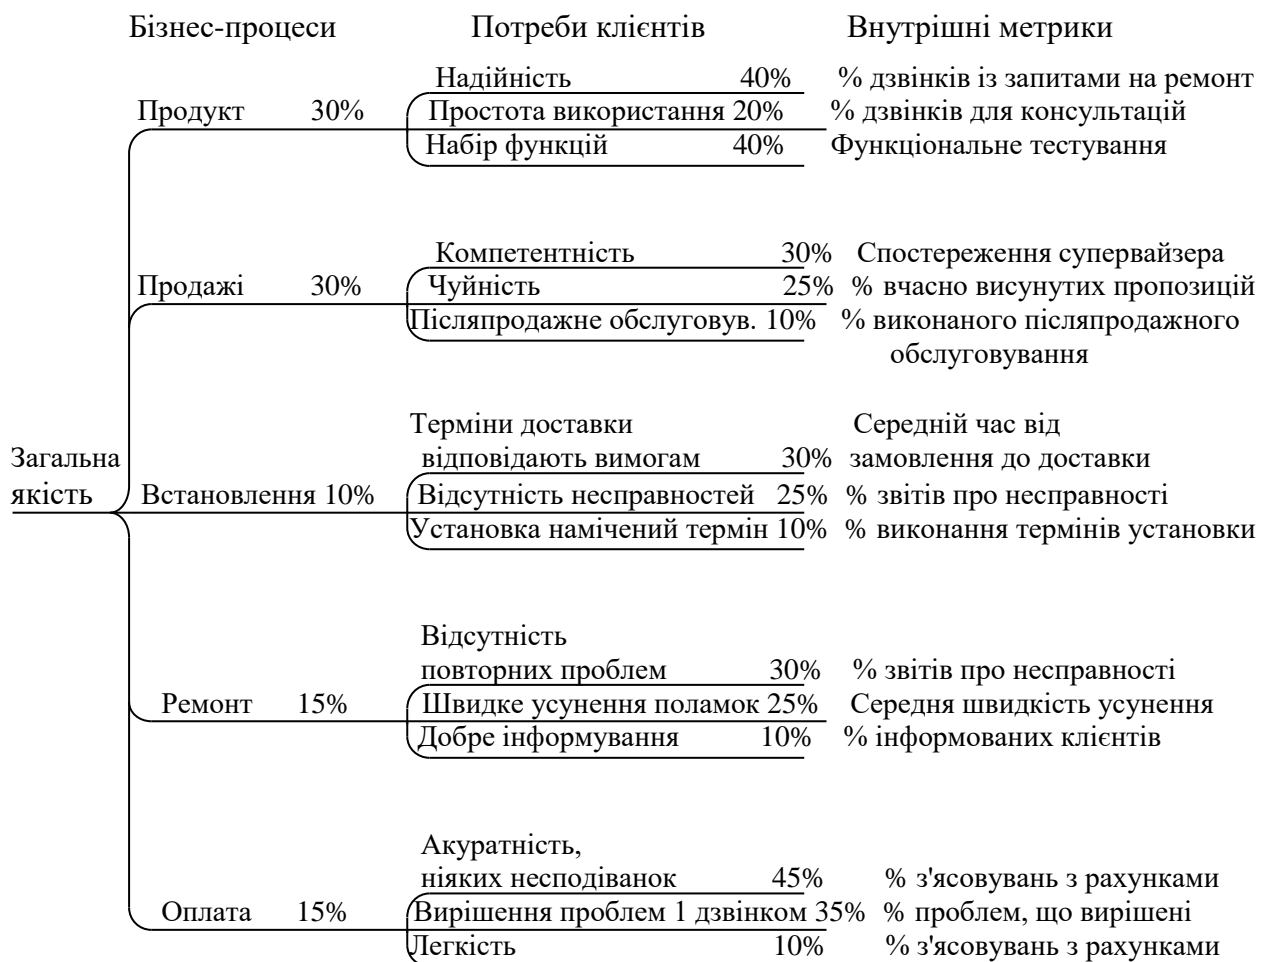 Бізнес-процеси Потреби клієнтів Внутрішні метрики
Надійність 40% % дзвінків із запитами на ремонт
Продукт 30% Простота використання 20% % дзвінків для консультацій
Набір функцій 40% Функціональне тестування
Компетентність 30% Спостереження супервайзера
Продажі 30% Чуйність 25% % вчасно висунутих пропозицій
Післяпродажне обслуговув. 10% % виконаного післяпродажного
обслуговування
Терміни доставки Середній час від
Загальна відповідають вимогам 30% замовлення до доставки
якість Встановлення 10% Відсутність несправностей 25% % звітів про несправності
Установка намічений термін 10% % виконання термінів установки
Відсутність
повторних проблем 30% % звітів про несправності
Ремонт 15% Швидке усунення поламок 25% Середня швидкість усунення
Добре інформування 10% % інформованих клієнтів
Акуратність,
ніяких несподіванок 45% % з'ясовувань з рахунками
Оплата 15% Вирішення проблем 1 дзвінком 35% % проблем, що вирішені
Легкість 10% % з'ясовувань з рахунками